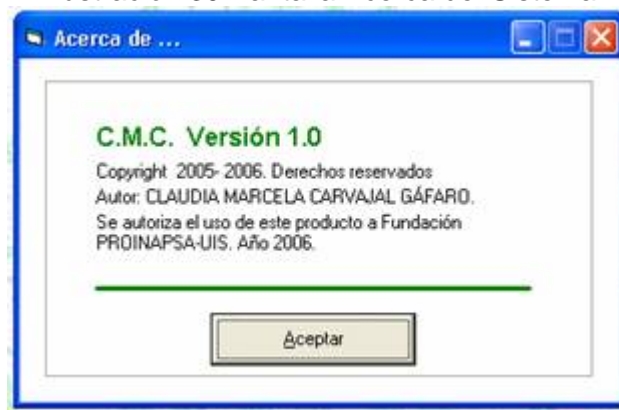 Acerca de ...
C.M.C. Versión 1.0
Copyright 2005- 2006. Derechos reservados
Autor: CLAUDIA MARCELA CARVAJAL GÁFARO.
Se autoriza el uso de este producto a Fundación
PROINAPSA-UIS. Año 2006.
Aceptar